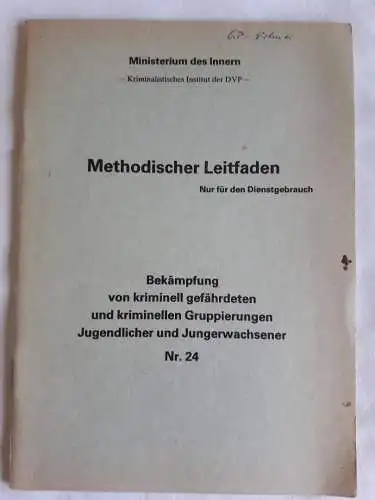 Ministerium des Innern
— Kriminalistisches Institut der DVP —
Methodischer Leitfaden
Nur für den Dienstgebrauch
Bekämpfung
von kriminell gefährdeten
und kriminellen Gruppierungen
Jugendlicher und Jungerwachsener
Nr. 24